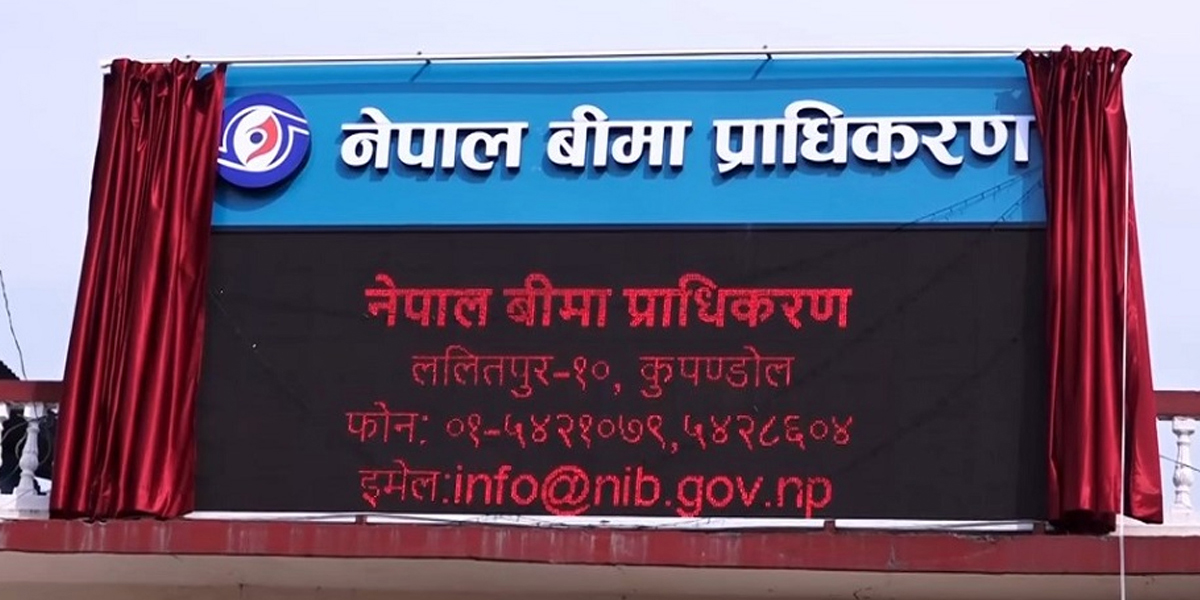 नेपाल बीमा प्राधिकरण
नेपाल बीमा प्राधिकरण
ललितपुर-१०, कुपण्डोल
फोन: ०१-५४२१०७९,५४२८६०४
इमेल:info@nib.gov.np